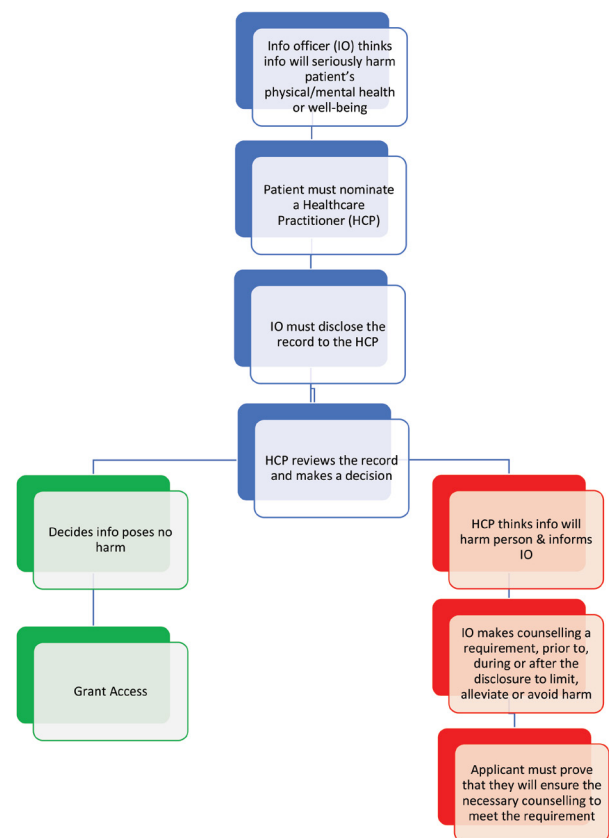 Info officer (IO) thinks
info will seriously harm
patient's
physical/mental health
or well-being
Patient must nominate
a Healthcare
Practitioner (HCP)
IO must disclose the
record to the HCP
HCP reviews the record
and makes a decision
Decides info poses no
harm
Grant Access
HCP thinks info will
harm person & informs
IO
IO makes counselling a
requirement, prior to,
during or after the
disclosure to limit,
alleviate or avoid harm
Applicant must prove
that they will ensure the
necessary counselling to
meet the requirement